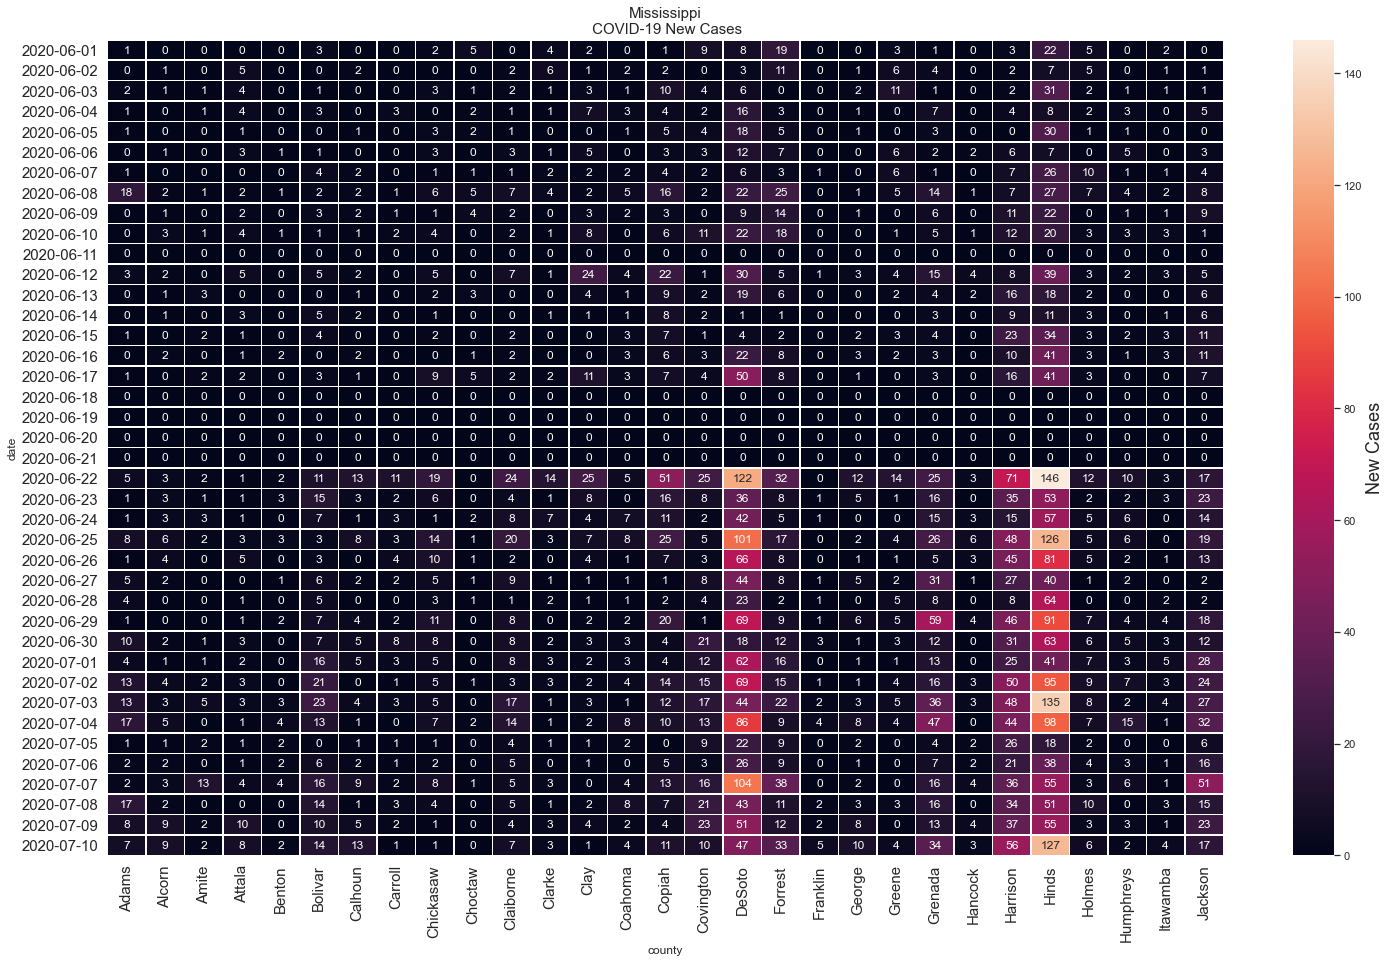 Mississippi
COVID-19 New Cases
2020-06-01 1 0 0 0 0 3 0 0 2 5 0 4 2 0 1 9 8 19 0 0 3 1 0 3 22 5 0 2 0
2020-06-02 0 1 0 5 0 0 2 0 0 0 2 6 1 2 2 0 3 11 0 1 6 4 0 2 7 5 0 1 1
2020-06-03 2 1 1 4 0 1 0 0 3 1 2 1 3 1 10 4 6 0 0 2 11 1 0 2 31 2 1 1 1
2020-06-04 1 0 1 4 0 3 0 3 0 2 1 1 7 3 4 2 16 3 0 1 0 7 0 4 8 2 3 0 5
2020-06-05 1 0 0 1 0 0 1 0 3 2 1 0 0 1 5 4 18 5 0 1 0 3 0 0 30 1 1 0 0
2020-06-06 0 1 0 3 1 1 0 0 3 0 3 1 5 0 3 3 12 7 0 0 6 2 2 6 7 0 5 0 3
2020-06-07 1 0 0 0 0 4 2 0 1 1 1 2 2 2 4 2 6 3 1 0 6 1 0 7 26 10 1 1 4
2020-06-08 18 2 1 2 1 2 2 1 6 5 7 4 2 5 16 2 22 25 0 1 5 14 1 7 27 7 4 2 8
2020-06-09 0 1 0 2 0 3 2 1 1 4 2 0 3 2 3 0 9 14 0 1 0 6 0 11 22 0 1 1 9
2020-06-10 0 3 1 4 1 1 1 2 4 0 2 1 8 0 6 11 22 18 0 0 1 5 1 12 20 3 3 3 1
2020-06-11 0 0 0 0 0 0 0 0 0 0 0 0 0 0 0 0 0 0 0 0 0 0 0 0 0 0 0 0 0
2020-06-12 3 2 0 5 0 5 2 0 5 0 7 1 24 4 22 1 30 5 1 3 4 15 4 8 39 3 2 3 5
2020-06-13 0 1 3 0 0 0 1 0 2 3 0 0 4 1 9 2 19 6 0 0 2 4 2 16 18 2 0 0 6
2020-06-14 0 1 0 3 0 5 2 0 1 0 0 1 1 1 8 2 1 1 0 0 0 3 0 9 11 3 0 1 6
2020-06-15 1 0 2 1 0 4 0 0 2 0 2 0 0 3 7 1 4 2 0 2 3 4 0 23 34 3 2 3 11
2020-06-16 0 2 0 1 2 0 2 0 0 1 2 0 0 3 6 3 22 8 0 3 2 3 0 10 41 3 1 3 11
2020-06-17 1 0 2 2 0 3 1 0 9 5 2 2 11 3 7 4 50 8 0 1 0 3 0 16 41 3 0 0 7
2020-06-18 0 0 0 0 0 0 0 0 0 0 0 0 0 0 0 0 0 0 0 0 0 0 0 0 0 0 0 0 0
2020-06-19 0 0 0 0 0 0 0 0 0 0 0 0 0 0 0 0 0 0 0 0 0 0 0 0 0 0 0 0 0
2020-06-20 0 0 0 0 0 0 0 0 0 0 0 0 0 0 0 0 0 0 0 0 0 0 0 0 0 0 0 0 0
2020-06-21 0 0 0 0 0 0 0 0 0 0 0 0 0 0 0 0 0 0 0 0 0 0 0 0 0 0 0 0 0
2020-06-22 5 3 2 1 2 11 13 11 19 0 24 14 25 5 51 25 122 32 0 12 14 25 3 71 146 12 10 3 17
2020-06-23 1 3 1 1 3 15 3 2 6 0 4 1 8 0 16 8 36 8 1 5 1 16 0 35 53 2 2 3 23
2020-06-24 1 3 3 1 0 7 1 3 1 2 8 7 4 7 11 2 42 5 1 0 0 15 3 15 57 5 6 0 14
2020-06-25 8 6 2 3 3 8 3 3 14 1 20 3 7 8 25 5 101 17 0 2 4 26 6 48 126 5 6 0 19
2020-06-26 1 4 0 5 0 3 0 4 10 1 2 0 4 1 7 3 66 8 0 1 1 5 3 45 81 5 2 1 13
2020-06-27 5 2 0 0 1 6 2 2 5 1 9 1 1 1 1 8 44 8 1 5 2 31 1 27 40 1 2 0 2
2020-06-28 4 0 0 1 0 5 0 0 3 1 1 2 1 1 2 4 23 2 1 0 5 8 0 8 64 0 0 2 2
2020-06-29 1 0 0 1 2 7 4 2 11 0 8 0 2 2 20 1 69 9 1 6 5 59 4 46 91 7 4 4 18
2020-06-30 10 2 1 3 0 7 5 8 8 0 8 2 3 3 4 21 18 12 3 1 3 12 0 31 63 6 5 3 12
2020-07-01 4 1 1 2 0 16 5 3 5 0 8 3 2 3 4 12 62 16 0 1 1 13 0 25 41 7 3 5 28
2020-07-02 13 4 2 3 0 21 0 1 5 1 3 3 2 4 14 15 69 15 1 1 4 16 3 50 95 9 7 3 24
2020-07-03 13 3 5 3 3 23 4 3 5 0 17 1 3 1 12 17 44 22 2 3 5 36 3 48 135 8 2 4 27
2020-07-04 17 5 0 1 4 13 1 0 7 2 14 1 2 8 10 13 86 9 4 8 4 47 0 44 98 7 15 1 32
2020-07-05 1 1 2 1 2 0 1 1 1 0 4 1 1 2 0 9 22 9 0 2 0 4 2 26 18 2 0 0 6
2020-07-06 2 2 0 1 2 6 2 1 2 0 5 0 1 0 5 3 26 9 0 1 0 7 2 21 38 4 3 1 16
2020-07-07 2 3 13 4 4 16 9 2 8 1 5 3 0 4 13 16 104 38 0 2 0 16 4 36 55 3 6 1 51
2020-07-08 17 2 0 0 0 14 1 3 4 0 5 1 2 8 7 21 43 11 2 3 3 16 0 34 51 10 0 3 15
2020-07-09 8 9 2 10 0 10 5 2 1 0 4 3 4 2 4 23 51 12 2 8 0 13 4 37 55 3 3 1 23
2020-07-10 7 9 2 8 2 14 13 1 1 0 7 3 1 4 11 10 47 33 5 10 4 34 3 56 127 6 2 4 17
date
Adams Alcorn Amite Attala Benton Bolivar Calhoun Carroll Chickasaw Choctaw Claiborne Clarke Clay Coahoma Copiah Covington DeSoto Forrest Franklin George Greene Grenada Hancock Harrison Hinds Holmes Humphreys Itawamba Jackson
county
140
120
100
80
60
40
20
0
New Cases